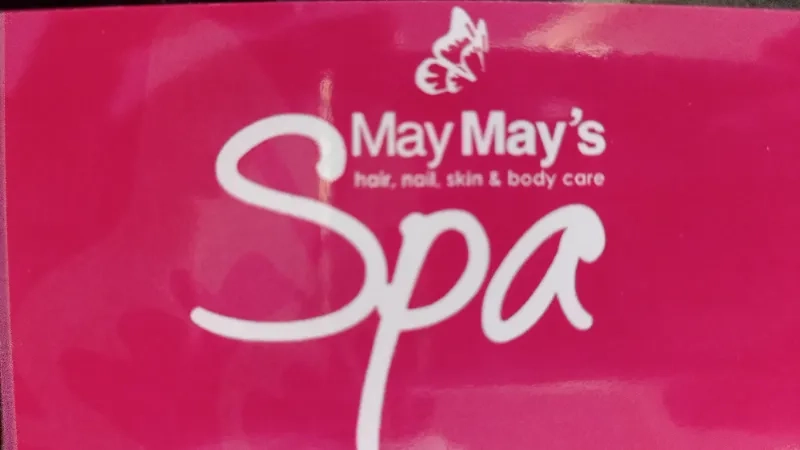 May May's
hair, nail, skin & body care
Spa